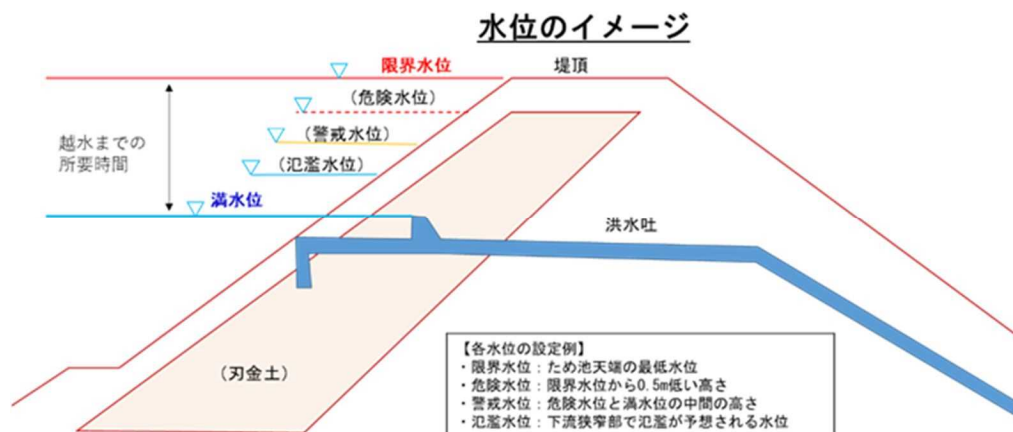 水位のイメージ
限界水位
堤頂
(危険水位)
(警戒水位)
越水までの
所要時間
(氾濫水位)
満水位
洪水吐
(刃金土)
【各水位の設定例】
・限界水位:ため池天端の最低水位
・危険水位:限界水位から0.5m低い高さ
・警戒水位:危険水位と満水位の中間の高さ
・氾濫水位:下流狭窄部で氾濫が予想される水位